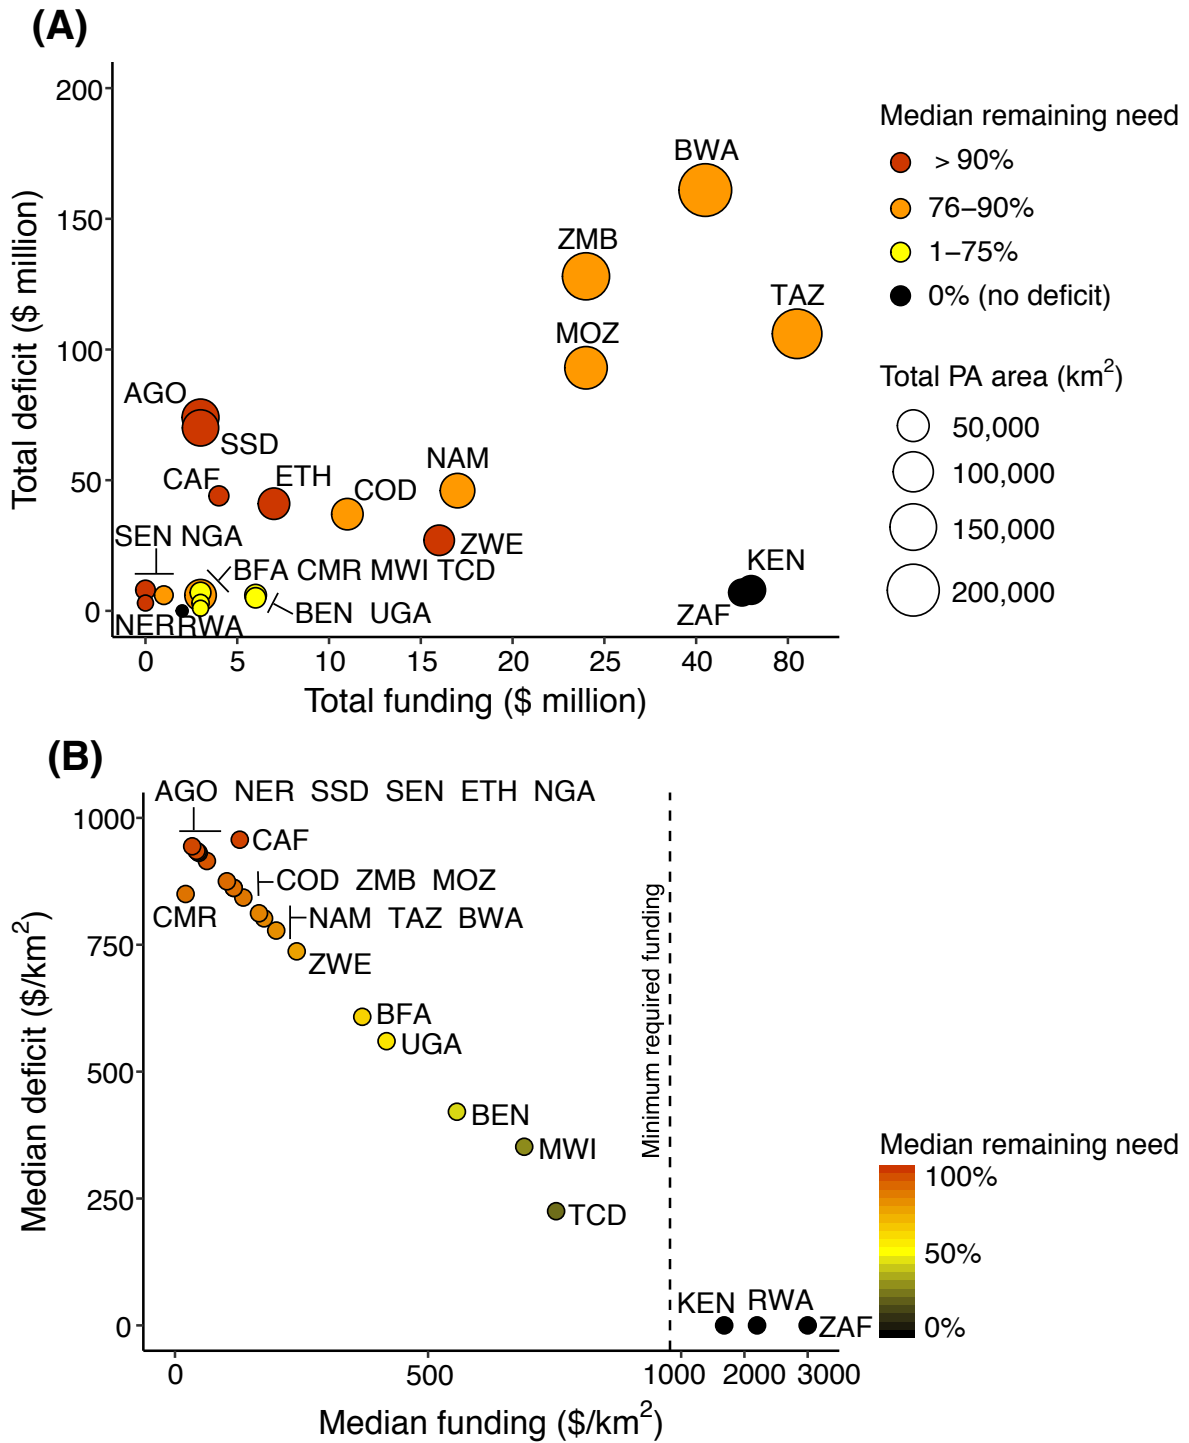 (A)
Total deficit ($ million)
200
150
100
50
0
BWA
ZMB
TAZ
MOZ
AGO
SSD
CAF
ETH
COD
NAM
ZWE
SEN NGA
BFA CMR MWI TCD
BEN UGA
NER
RWA
KEN
ZAF
0 5 10 15 20 25 40 80
Total funding ($ million)
Median remaining need
> 90%
76–90%
1–75%
0% (no deficit)
Total PA area (km²)
50,000
100,000
150,000
200,000
(B)
Median deficit ($/km²)
1000
750
500
250
0
AGO NER SSD SEN ETH NGA
CAF
COD ZMB MOZ
CMR
NAM TAZ BWA
ZWE
BFA
UGA
BEN
MWI
TCD
Minimum required funding
KEN RWA
ZAF
0 500 1000 2000 3000
Median funding ($/km²)
Median remaining need
100%
50%
0%